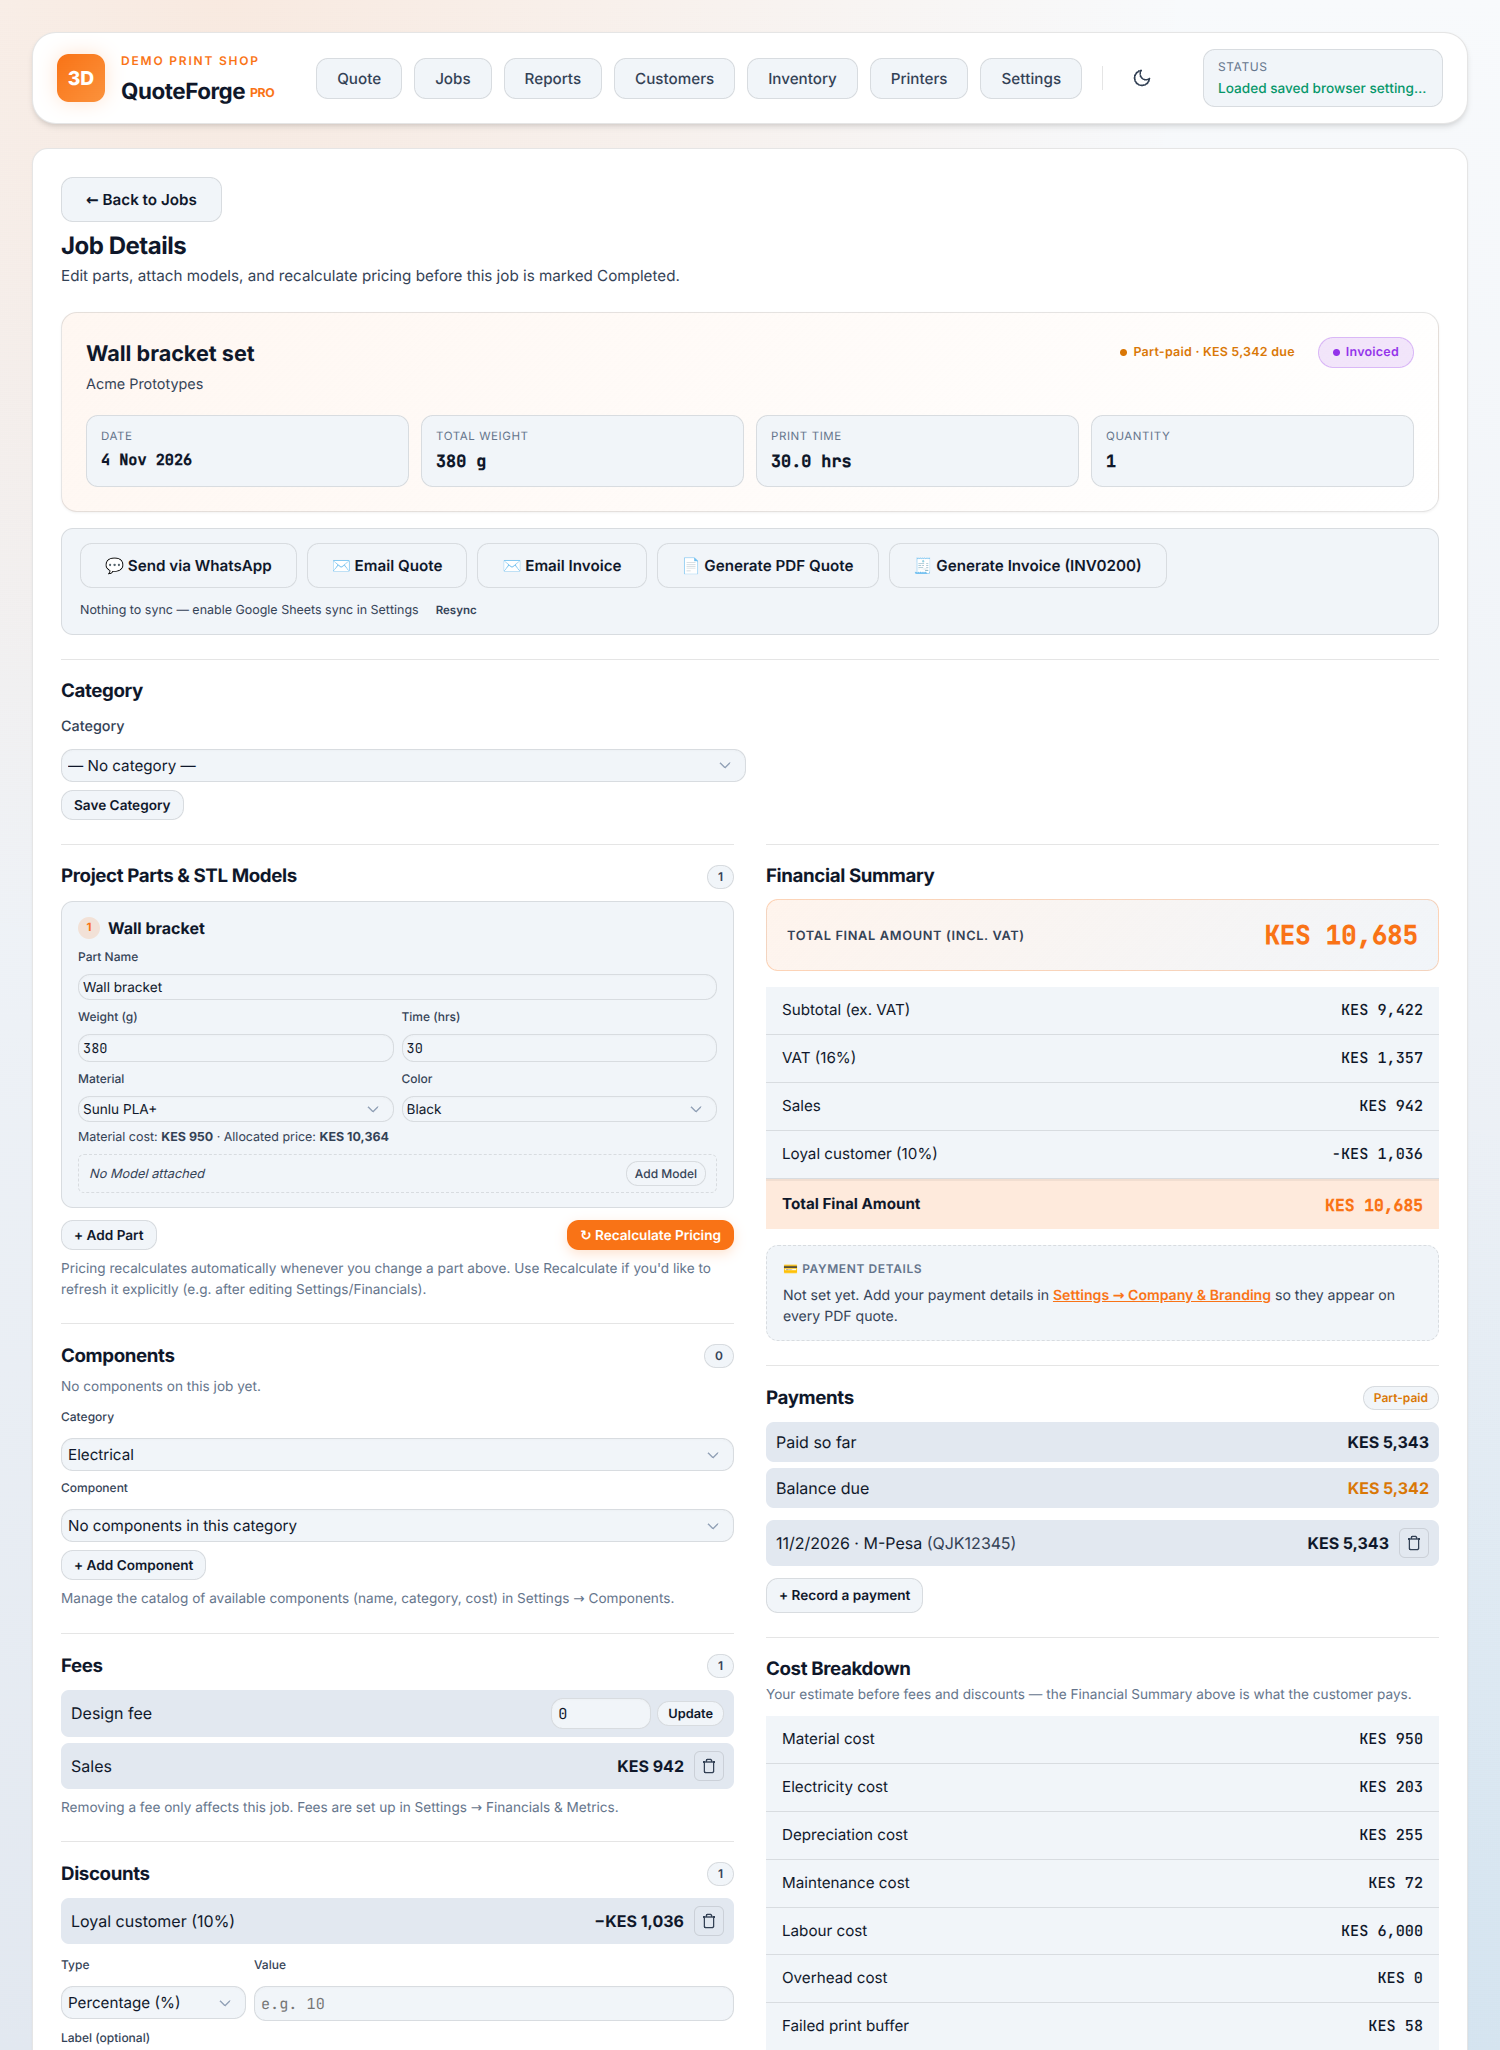 3D
DEMO PRINT SHOP
QuoteForge PRO
Quote
Jobs
Reports
Customers
Inventory
Printers
Settings
STATUS
Loaded saved browser setting...
← Back to Jobs
Job Details
Edit parts, attach models, and recalculate pricing before this job is marked Completed.
Wall bracket set
Acme Prototypes
Part-paid · KES 5,342 due
Invoiced
DATE
4 Nov 2026
TOTAL WEIGHT
380 g
PRINT TIME
30.0 hrs
QUANTITY
1
💬 Send via WhatsApp
✉️ Email Quote
✉️ Email Invoice
📄 Generate PDF Quote
🧾 Generate Invoice (INV0200)
Nothing to sync — enable Google Sheets sync in Settings
Resync
Category
Category
— No category —
Save Category
Project Parts & STL Models
1
1 Wall bracket
Part Name
Wall bracket
Weight (g)
Time (hrs)
380
30
Material
Color
Sunlu PLA+
Black
Material cost: KES 950 · Allocated price: KES 10,364
No Model attached
Add Model
+ Add Part
↻ Recalculate Pricing
Pricing recalculates automatically whenever you change a part above. Use Recalculate if you'd like to
refresh it explicitly (e.g. after editing Settings/Financials).
Components
0
No components on this job yet.
Category
Electrical
Component
No components in this category
+ Add Component
Manage the catalog of available components (name, category, cost) in Settings → Components.
Fees
1
Design fee
0
Update
Sales
KES 942
Removing a fee only affects this job. Fees are set up in Settings → Financials & Metrics.
Discounts
1
Loyal customer (10%)
−KES 1,036
Type
Value
Percentage (%)
e.g. 10
Label (optional)
Financial Summary
TOTAL FINAL AMOUNT (INCL. VAT)
KES 10,685
Subtotal (ex. VAT)
KES 9,422
VAT (16%)
KES 1,357
Sales
KES 942
Loyal customer (10%)
-KES 1,036
Total Final Amount
KES 10,685
💳 PAYMENT DETAILS
Not set yet. Add your payment details in Settings → Company & Branding so they appear on
every PDF quote.
Payments
Part-paid
Paid so far
KES 5,343
Balance due
KES 5,342
11/2/2026 · M-Pesa (QJK12345)
KES 5,343
+ Record a payment
Cost Breakdown
Your estimate before fees and discounts — the Financial Summary above is what the customer pays.
Material cost
KES 950
Electricity cost
KES 203
Depreciation cost
KES 255
Maintenance cost
KES 72
Labour cost
KES 6,000
Overhead cost
KES 0
Failed print buffer
KES 58